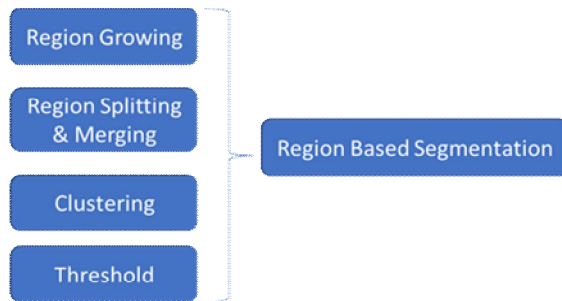 Region Growing
Region Splitting
& Merging
Region Based Segmentation
Clustering
Threshold